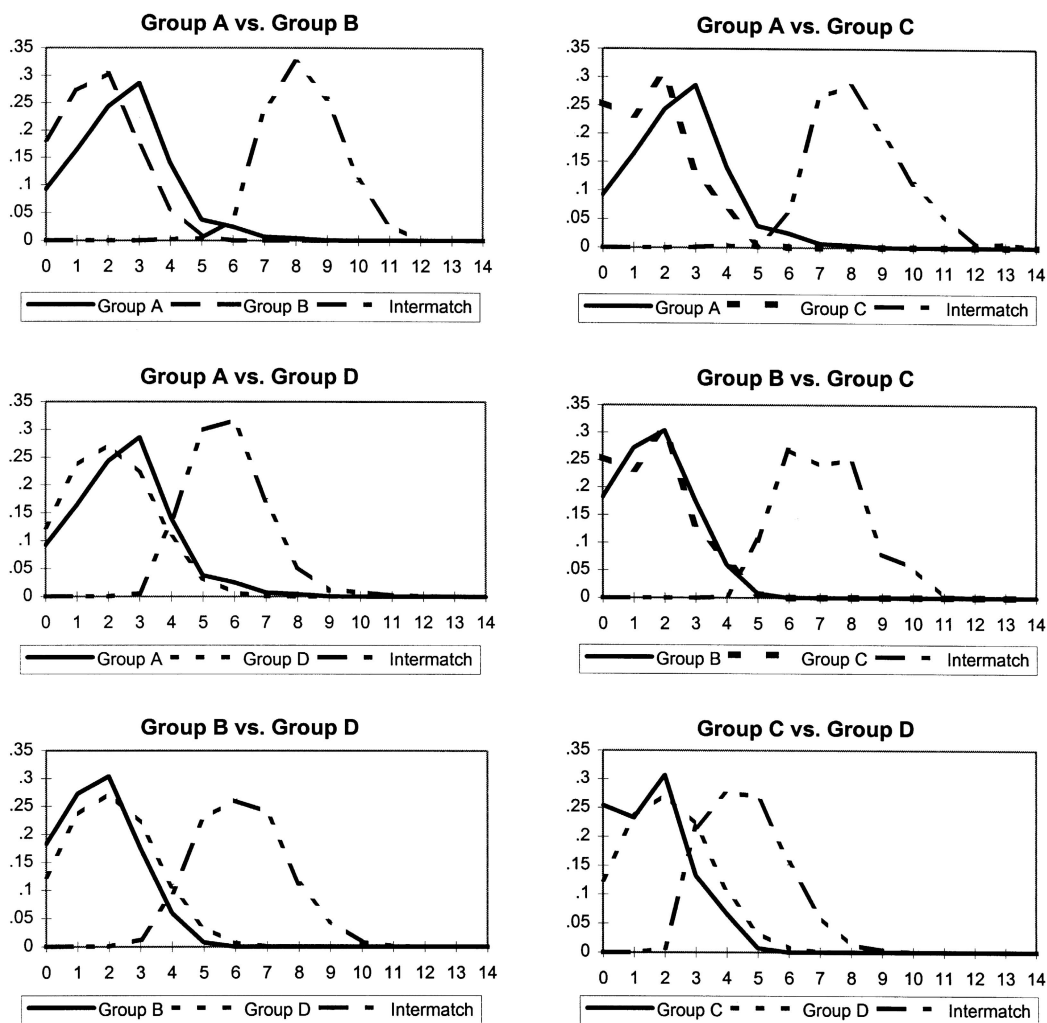 Group A vs. Group B
.35
.3
.25
.2
.15
.1
.05
0
0 1 2 3 4 5 6 7 8 9 10 11 12 13 14
Group A Group B Intermatch
Group A vs. Group C
.35
.3
.25
.2
.15
.1
.05
0
0 1 2 3 4 5 6 7 8 9 10 11 12 13 14
Group A Group C Intermatch
Group A vs. Group D
.35
.3
.25
.2
.15
.1
.05
0
0 1 2 3 4 5 6 7 8 9 10 11 12 13 14
Group A Group D Intermatch
Group B vs. Group C
.35
.3
.25
.2
.15
.1
.05
0
0 1 2 3 4 5 6 7 8 9 10 11 12 13 14
Group B Group C Intermatch
Group B vs. Group D
.35
.3
.25
.2
.15
.1
.05
0
0 1 2 3 4 5 6 7 8 9 10 11 12 13 14
Group B Group D Intermatch
Group C vs. Group D
.35
.3
.25
.2
.15
.1
.05
0
0 1 2 3 4 5 6 7 8 9 10 11 12 13 14
Group C Group D Intermatch